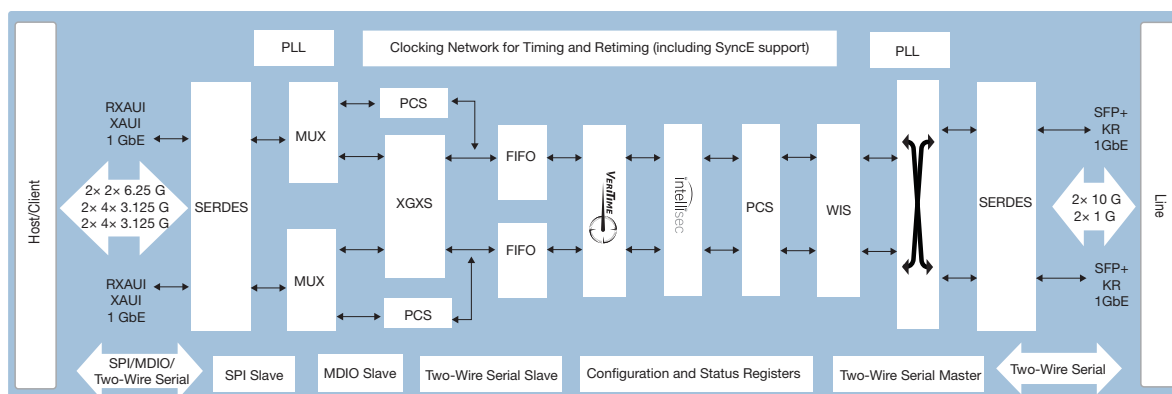 PLL
Clocking Network for Timing and Retiming (including SyncE support)
PLL
Host/Client
RXAUI
XAUI
1 GbE
2× 2× 6.25 G
2× 4× 3.125 G
2× 4× 3.125 G
RXAUI
XAUI
1 GbE
SERDES
MUX
MUX
PCS
XGXS
PCS
FIFO
FIFO
VERITIME
intellisec
PCS
WIS
SERDES
SFP+
KR
1GbE
2× 10 G
2× 1 G
SFP+
KR
1GbE
Line
SPI/MDIO/
Two-Wire Serial
SPI Slave
MDIO Slave
Two-Wire Serial Slave
Configuration and Status Registers
Two-Wire Serial Master
Two-Wire Serial